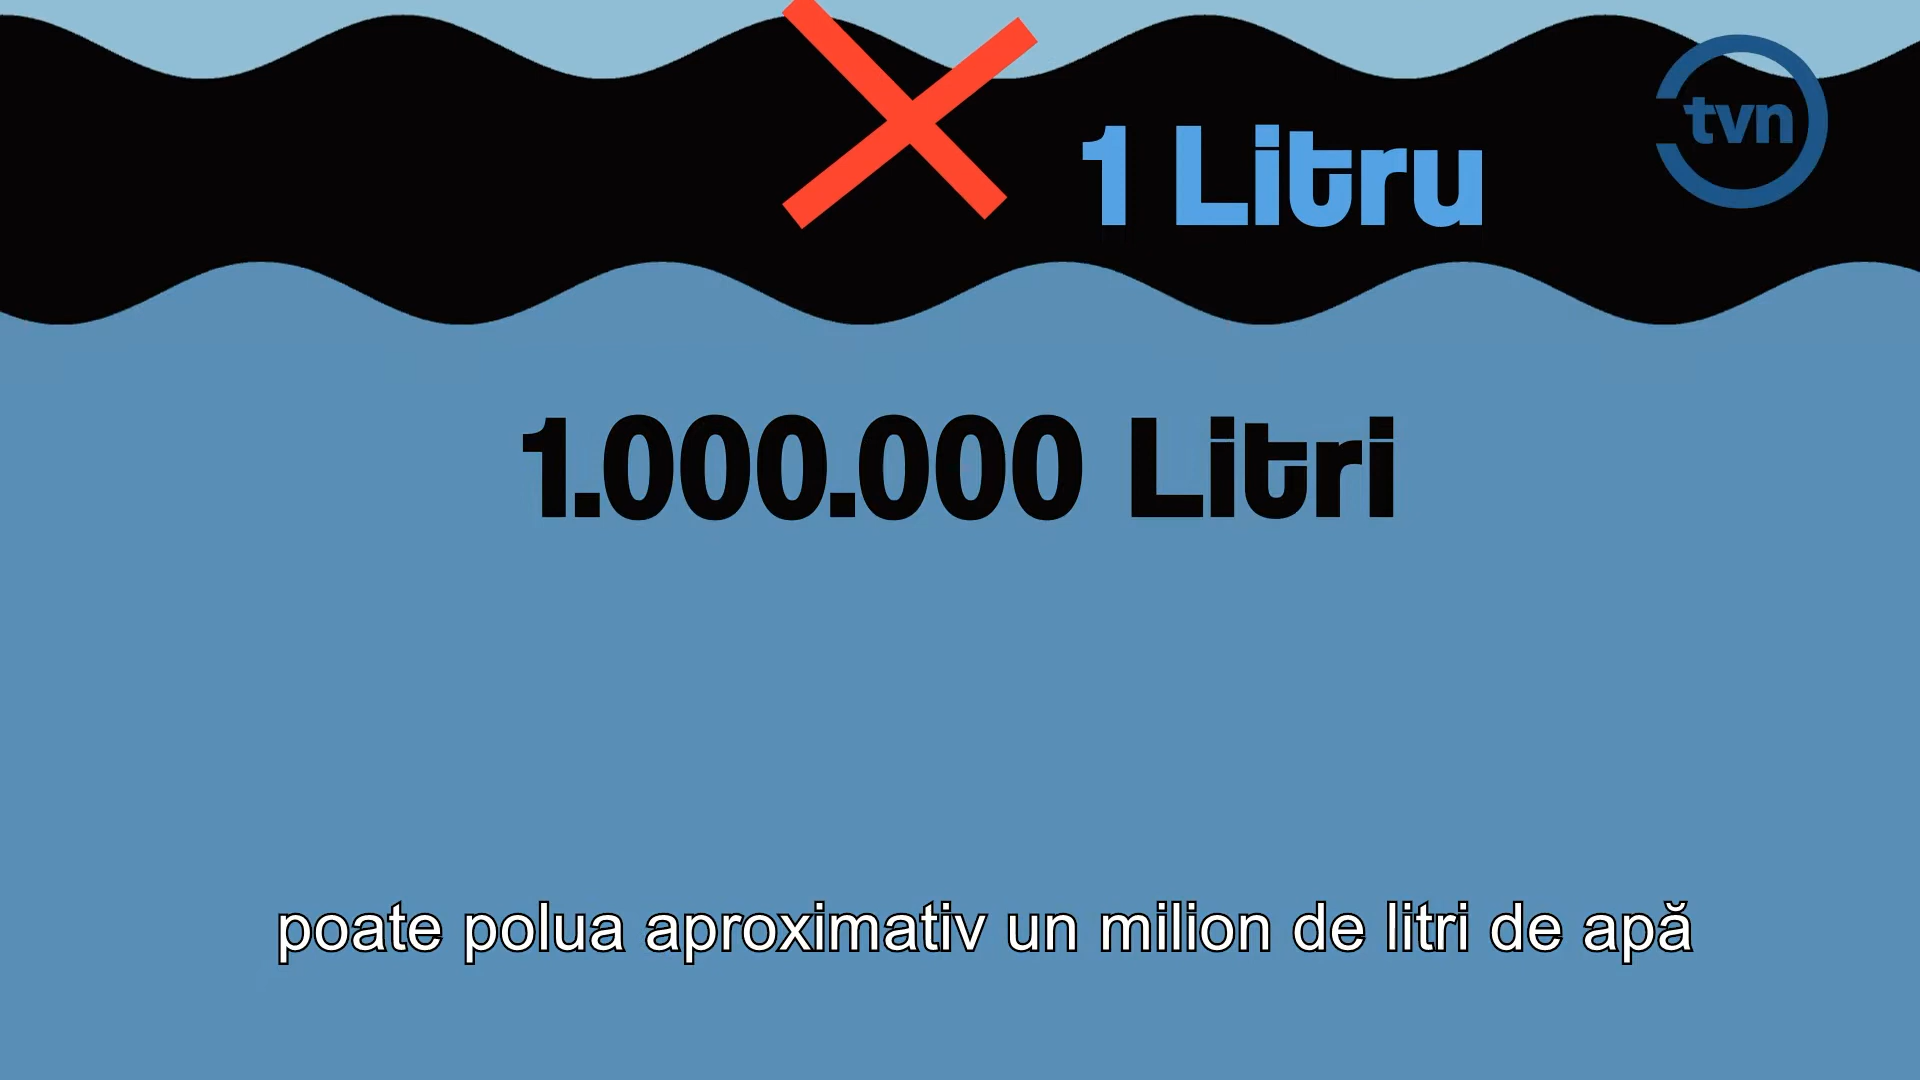 tvn
1 Litru
1.000.000 Litri
poate polua aproximativ un milion de litri de apă